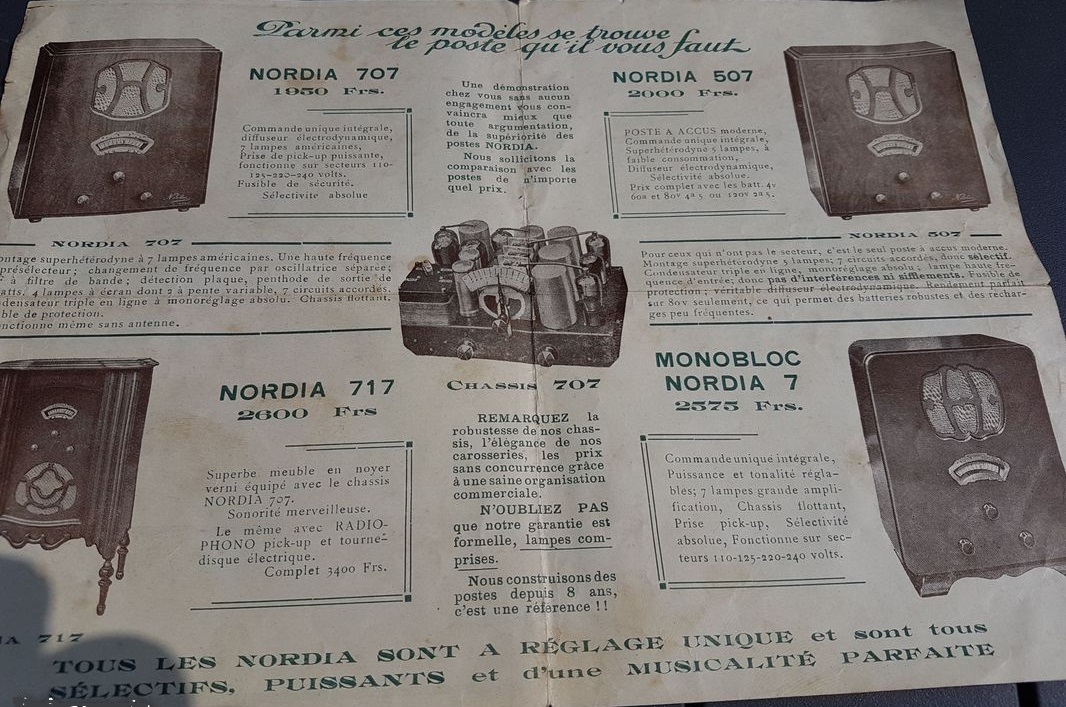 Parmi ces modèles se trouve
le poste qu'il vous faut
NORDIA 707
1950 Frs.
Commande unique intégrale,
diffuseur électrodynamique,
7 lampes américaines,
Prise de pick-up puissante,
fonctionne sur secteurs 110-
125-220-240 volts.
Fusible de sécurité.
Sélectivité absolue
Une démonstration
chez vous sans aucun
engagement vous con-
vaincra mieux que
toute argumentation,
de la supériorité des
postes NORDIA.
Nous sollicitons la
comparaison avec les
postes de n'importe
quel prix.
NORDIA 507
2000 Frs.
POSTE A ACCUS moderne,
Commande unique intégrale,
Superhétérodyne 5 lampes, à
faible consommation,
Diffuseur électrodynamique,
Sélectivité absolue.
Prix complet avec les batt. 4v
60a et 80v 4a 5 ou 120v 2a 5.
NORDIA 707
ontage superhétérodyne à 7 lampes américaines. Une haute fréquence
présélecteur; changement de fréquence par oscillatrice séparée;
à filtre de bande; détection plaque, penthode de sortie de
atts. 4 lampes à écran dont 2 à pente variable, 7 circuits accordés.
densateur triple en ligne à monoréglage absolu. Chassis flottant.
ble de protection.
nctionne même sans antenne.
NORDIA 507
Pour ceux qui n'ont pas le secteur, c'est le seul poste à accus moderne.
Montage superhétérodyne 5 lampes; 7 circuits accordés, donc sélectif.
Condensateur triple en ligne, monoréglage absolu; lampe haute fré-
quence d'entrée; donc pas d'interférences ni sifflements. Fusible de
protection; véritable diffuseur électrodynamique. Rendement parfait
sur 80v seulement, ce qui permet des batteries robustes et des rechar-
ges peu fréquentes.
CHASSIS 707
NORDIA 717
2600 Frs
Superbe meuble en noyer
verni équipé avec le chassis
NORDIA 707.
Sonorité merveilleuse.
Le même avec RADIO-
PHONO pick-up et tourne-
disque électrique.
Complet 3400 Frs.
REMARQUEZ la
robustesse de nos chas-
sis, l'élégance de nos
carosseries, les prix
sans concurrence grâce
à une saine organisation
commerciale.
N'OUBLIEZ PAS
que notre garantie est
formelle, lampes com-
prises.
Nous construisons des
postes depuis 8 ans,
c'est une référence !!
MONOBLOC
NORDIA 7
2575 Frs.
Commande unique intégrale,
Puissance et tonalité régla-
bles; 7 lampes grande ampli-
fication, Chassis flottant,
Prise pick-up, Sélectivité
absolue, Fonctionne sur sec-
teurs 110-125-220-240 volts.
IA 717
TOUS LES NORDIA SONT A RÉGLAGE UNIQUE et sont tous
SÉLECTIFS, PUISSANTS et d'une MUSICALITÉ PARFAITE